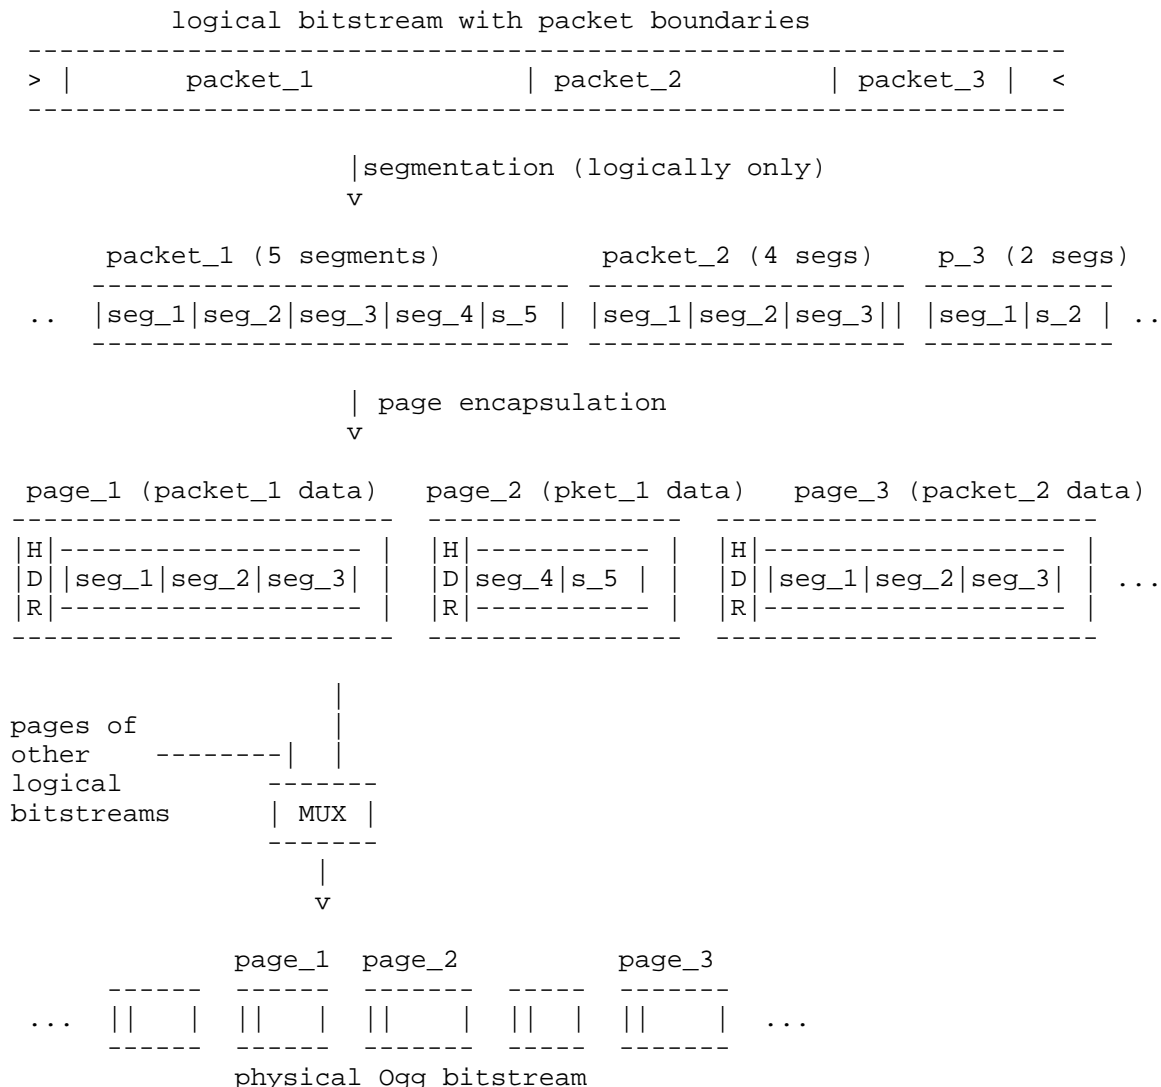 logical bitstream with packet boundaries
-----------------------------------------------------------------
> |       packet_1             | packet_2         | packet_3 |  <
-----------------------------------------------------------------
|segmentation (logically only)
v
packet_1 (5 segments)          packet_2 (4 segs)    p_3 (2 segs)
------------------------------ -------------------- ------------
..  |seg_1|seg_2|seg_3|seg_4|s_5 | |seg_1|seg_2|seg_3|| |seg_1|s_2 | ..
------------------------------ -------------------- ------------
| page encapsulation
v
page_1 (packet_1 data)   page_2 (pket_1 data)   page_3 (packet_2 data)
------------------------  ----------------  ------------------------
|H|------------------- |  |H|----------- |  |H|------------------- |
|D||seg_1|seg_2|seg_3| |  |D|seg_4|s_5 | |  |D||seg_1|seg_2|seg_3| | ...
|R|------------------- |  |R|----------- |  |R|------------------- |
------------------------  ----------------  ------------------------
|
pages of            |
other    --------|  |
logical         -------
bitstreams      | MUX |
-------
|
v
page_1  page_2          page_3
------  ------  -------  -----  -------
...  ||   |  ||   |  ||    |  ||  |  ||    |  ...
------  ------  -------  -----  -------
physical Ogg bitstream